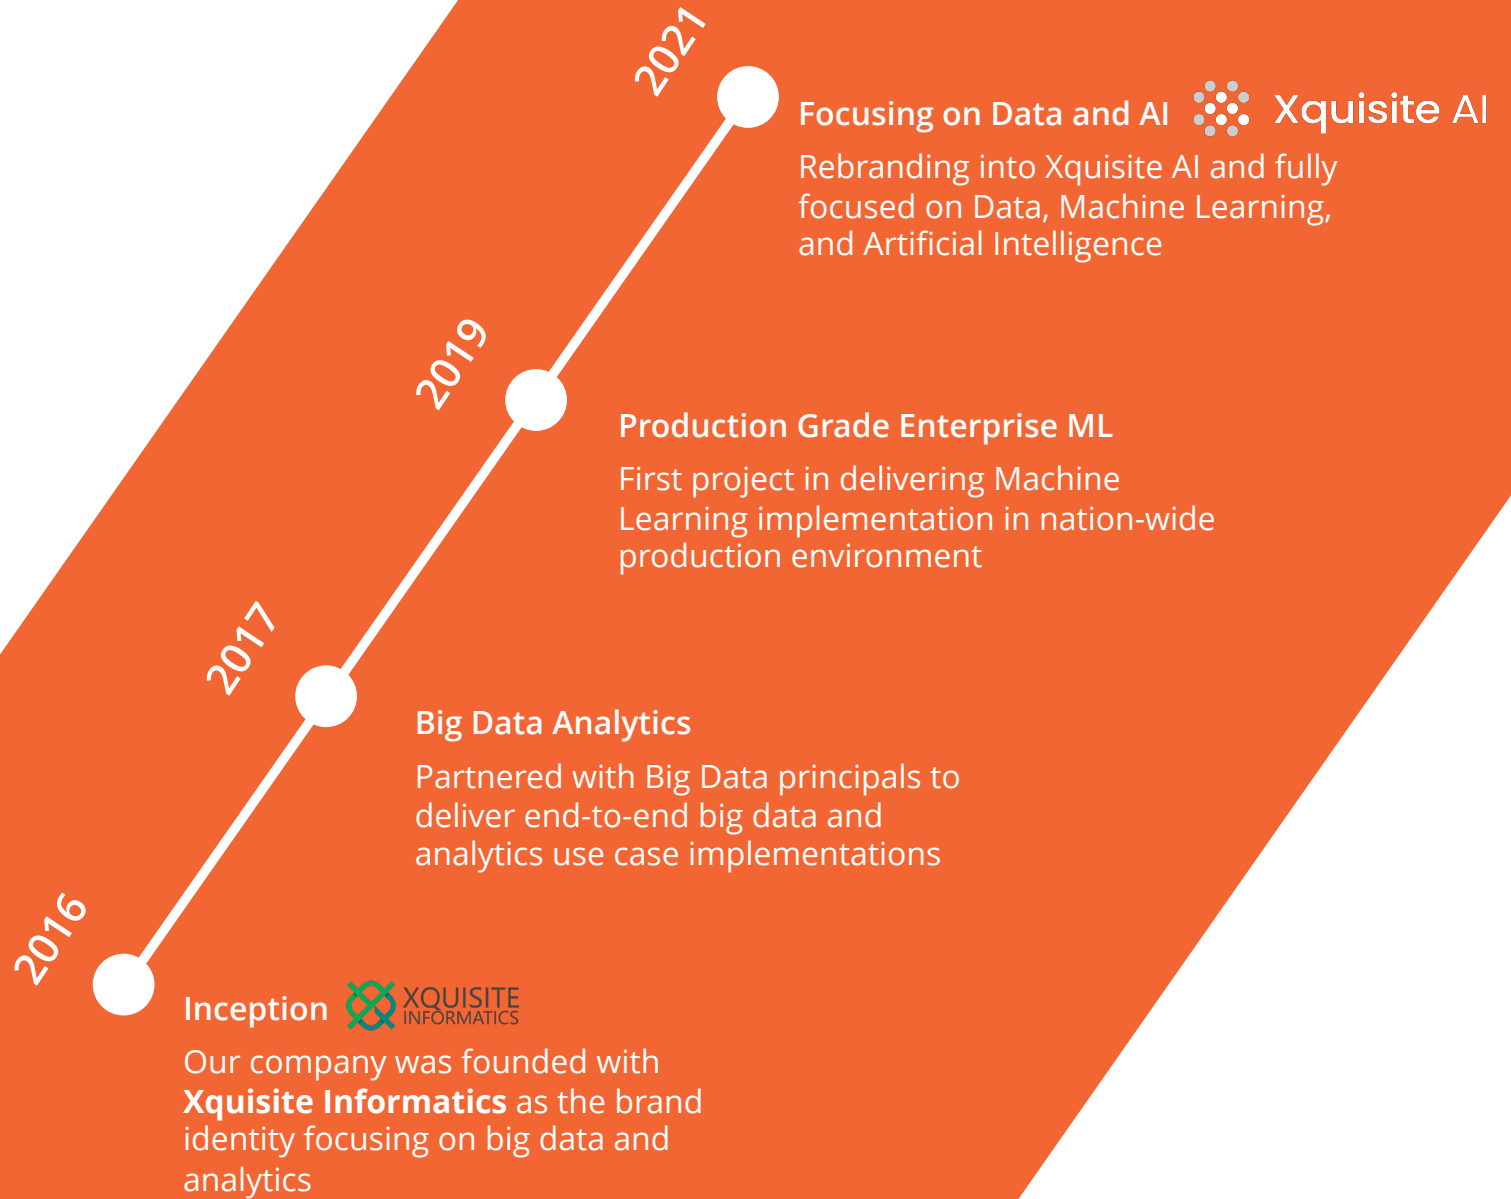 2021
Focusing on Data and AI
Xquisite AI
Rebranding into Xquisite AI and fully
focused on Data, Machine Learning,
and Artificial Intelligence
2019
Production Grade Enterprise ML
First project in delivering Machine
Learning implementation in nation-wide
production environment
2017
Big Data Analytics
Partnered with Big Data principals to
deliver end-to-end big data and
analytics use case implementations
2016
Inception
XQUISITE
INFORMATICS
Our company was founded with
Xquisite Informatics as the brand
identity focusing on big data and
analytics